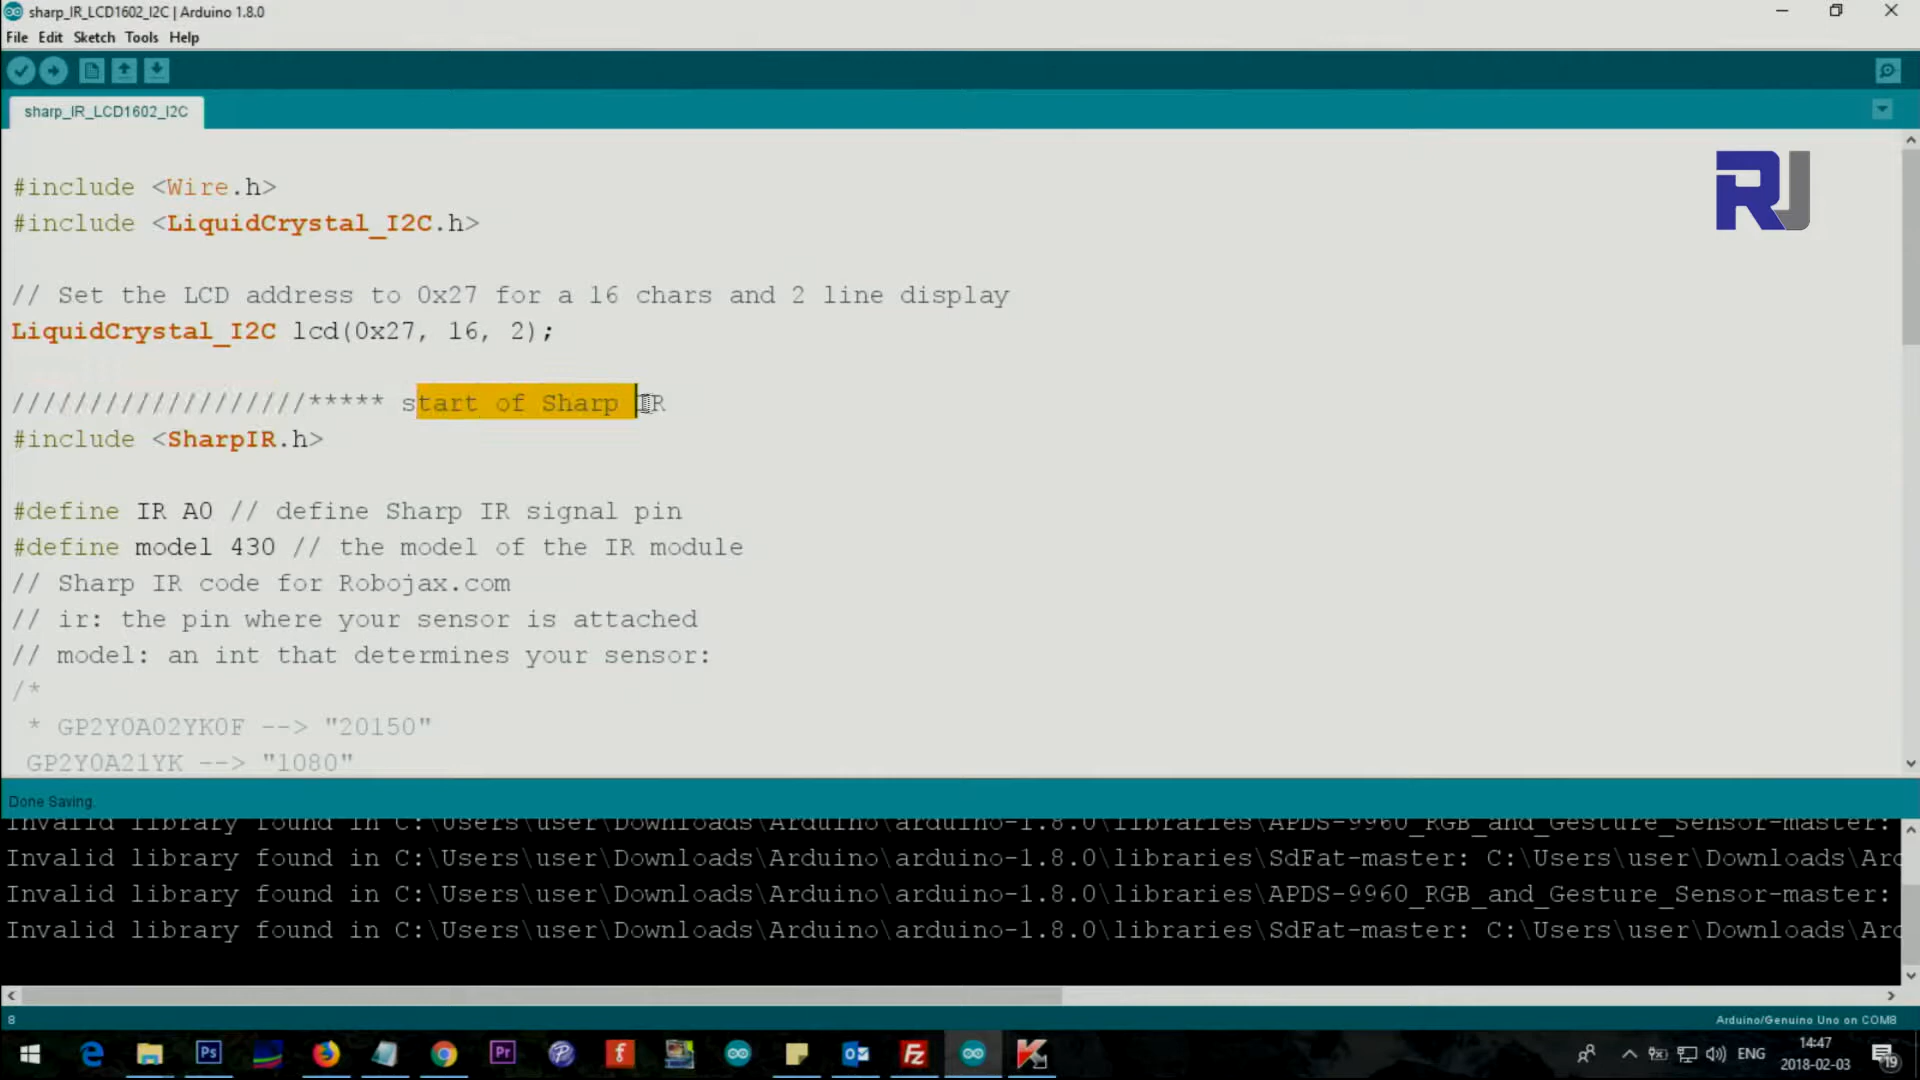 sharp_IR_LCD1602_I2C | Arduino 1.8.0
File Edit Sketch Tools Help
sharp_IR_LCD1602_I2C
RJ
#include <Wire.h>
#include <LiquidCrystal_I2C.h>
// Set the LCD address to 0x27 for a 16 chars and 2 line display
LiquidCrystal_I2C lcd(0x27, 16, 2);
///////////////////***** start of Sharp IR
#include <SharpIR.h>
#define IR A0 // define Sharp IR signal pin
#define model 430 // the model of the IR module
// Sharp IR code for Robojax.com
// ir: the pin where your sensor is attached
// model: an int that determines your sensor:
/*
* GP2Y0A02YK0F --> "20150"
GP2Y0A21YK --> "1080"
Done Saving.
Invalid library found in C:\Users\user\Downloads\Arduino\arduino-1.8.0\libraries\APDS-9960_RGB_and_Gesture_Sensor-master:
Invalid library found in C:\Users\user\Downloads\Arduino\arduino-1.8.0\libraries\SdFat-master: C:\Users\user\Downloads\Ard
Invalid library found in C:\Users\user\Downloads\Arduino\arduino-1.8.0\libraries\APDS-9960_RGB_and_Gesture_Sensor-master:
Invalid library found in C:\Users\user\Downloads\Arduino\arduino-1.8.0\libraries\SdFat-master: C:\Users\user\Downloads\Ard
8
Arduino/Genuino Uno on COM8
Ps
Pr
ENG
14:47
2018-02-03
19